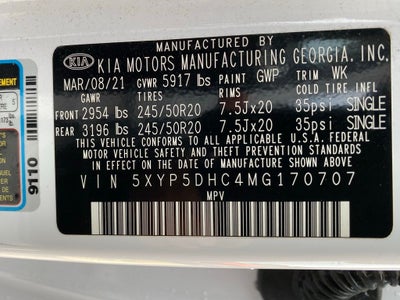 MANUFACTURED BY
KIA KIA MOTORS MANUFACTURING GEORGIA, INC.
MAR/08/21 GVWR 5917 lbs PAINT GWP TRIM WK
GAWR TIRES RIMS COLD TIRE INFL
FRONT 2954 lbs 245/50R20 7.5Jx20 35psi SINGLE
REAR 3196 lbs 245/50R20 7.5Jx20 35psi SINGLE
THIS VEHICLE CONFORMS TO ALL APPLICABLE U.S.A. FEDERAL
MOTOR VEHICLE SAFETY AND THEFT PREVENTION STANDARDS
IN EFFECT ON THE DATE OF MANUFACTURE SHOWN ABOVE.
VIN 5XYP5DHC4MG170707
MPV
9110